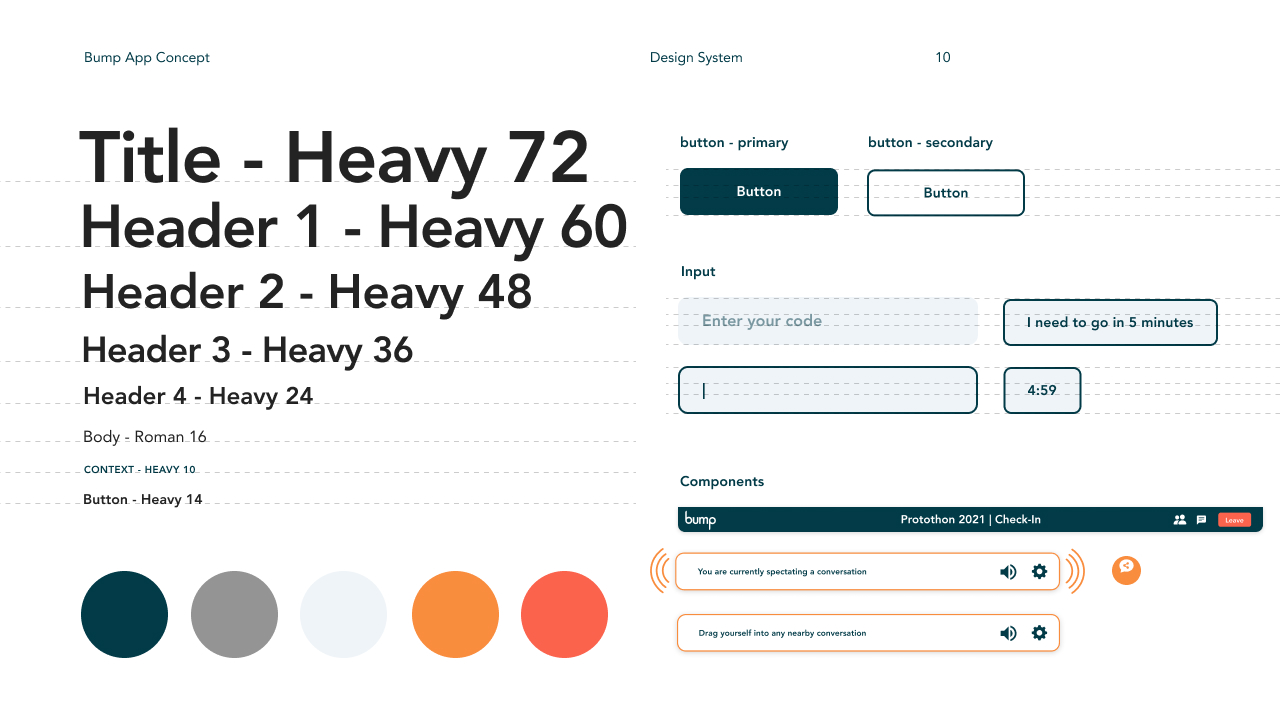 Bump App Concept
Design System
10
Title - Heavy 72
Header 1 - Heavy 60
Header 2 - Heavy 48
Header 3 - Heavy 36
Header 4 - Heavy 24
Body - Roman 16
CONTEXT - HEAVY 10
Button - Heavy 14
button - primary
button - secondary
Button
Button
Input
Enter your code
I need to go in 5 minutes
4:59
Components
bump
Protothon 2021 | Check-In
Leave
You are currently spectating a conversation
Drag yourself into any nearby conversation